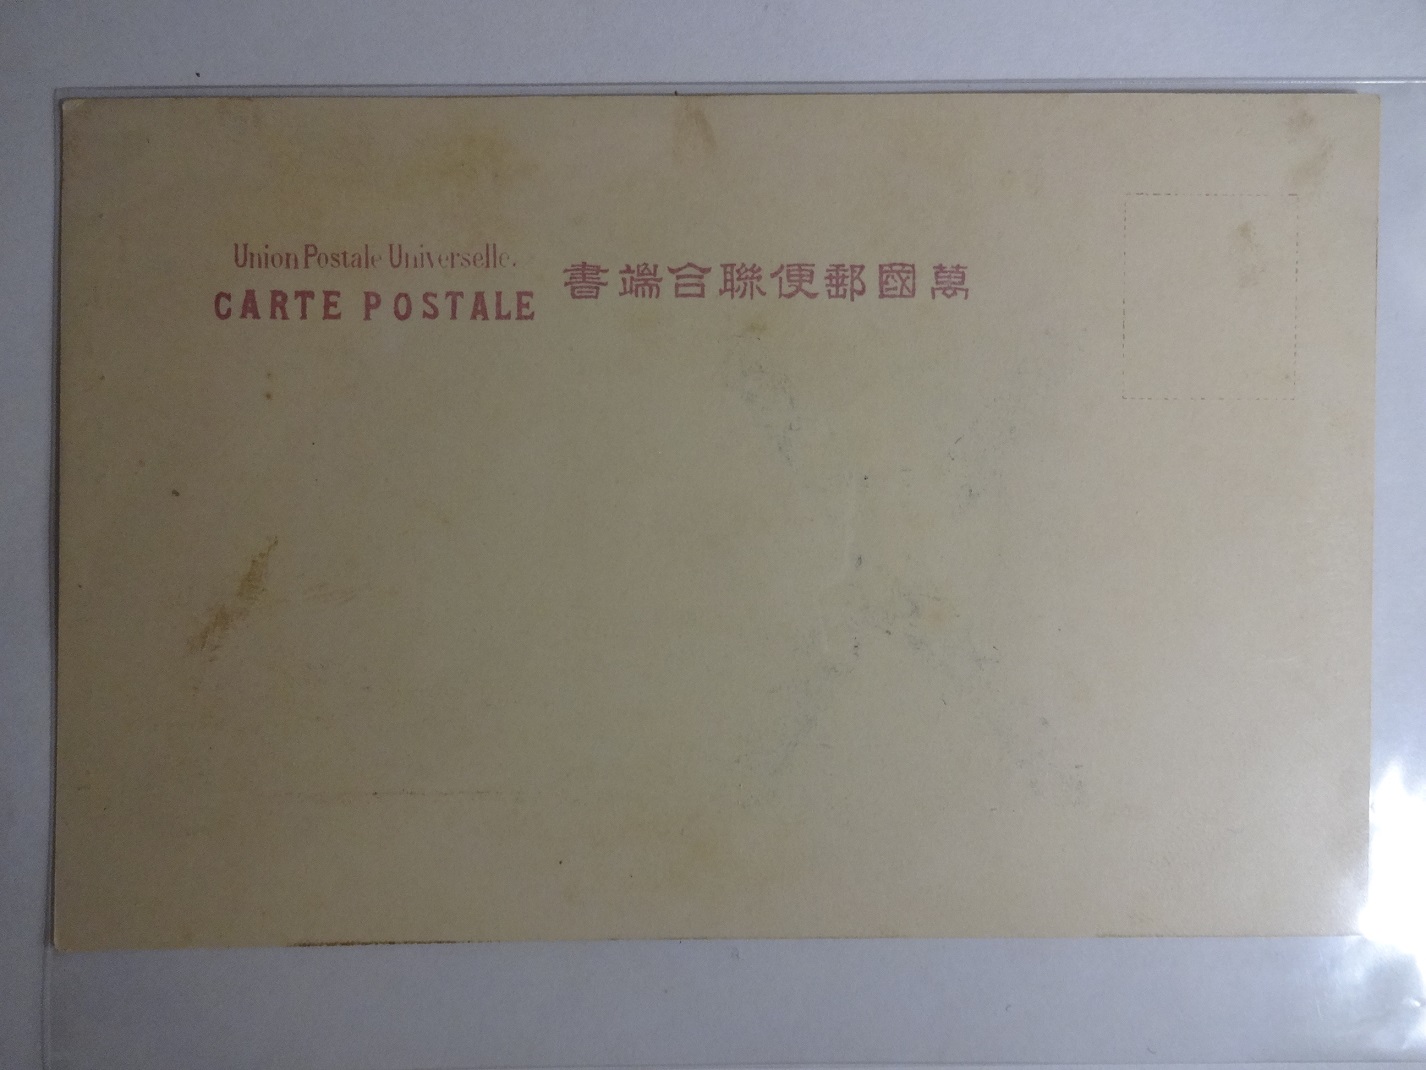 Union Postale Universelle.
CARTE POSTALE
萬國郵便聯合端書